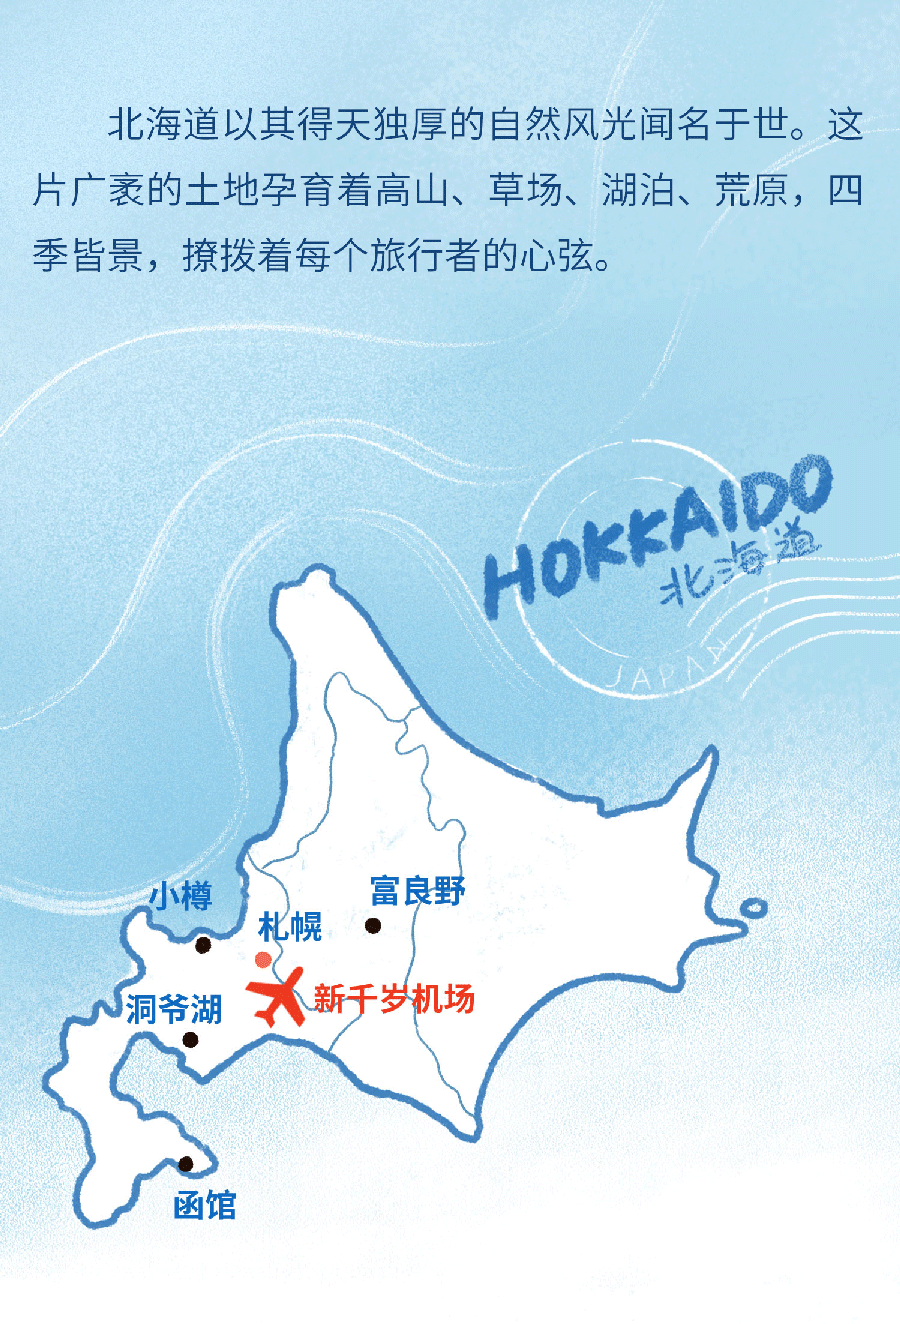 北海道以其得天独厚的自然风光闻名于世。这
片广袤的土地孕育着高山、草场、湖泊、荒原，四
季皆景，撩拨着每个旅行者的心弦。
HOKKAIDO
北海道
JAPAN
小樽
富良野
札幌
新千岁机场
洞爷湖
函馆